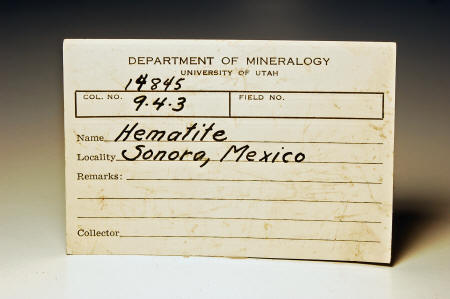 DEPARTMENT OF MINERALOGY
UNIVERSITY OF UTAH
14845
COL. NO. 9.4.3 FIELD NO.
Name Hematite
Locality Sonora, Mexico
Remarks:
Collector